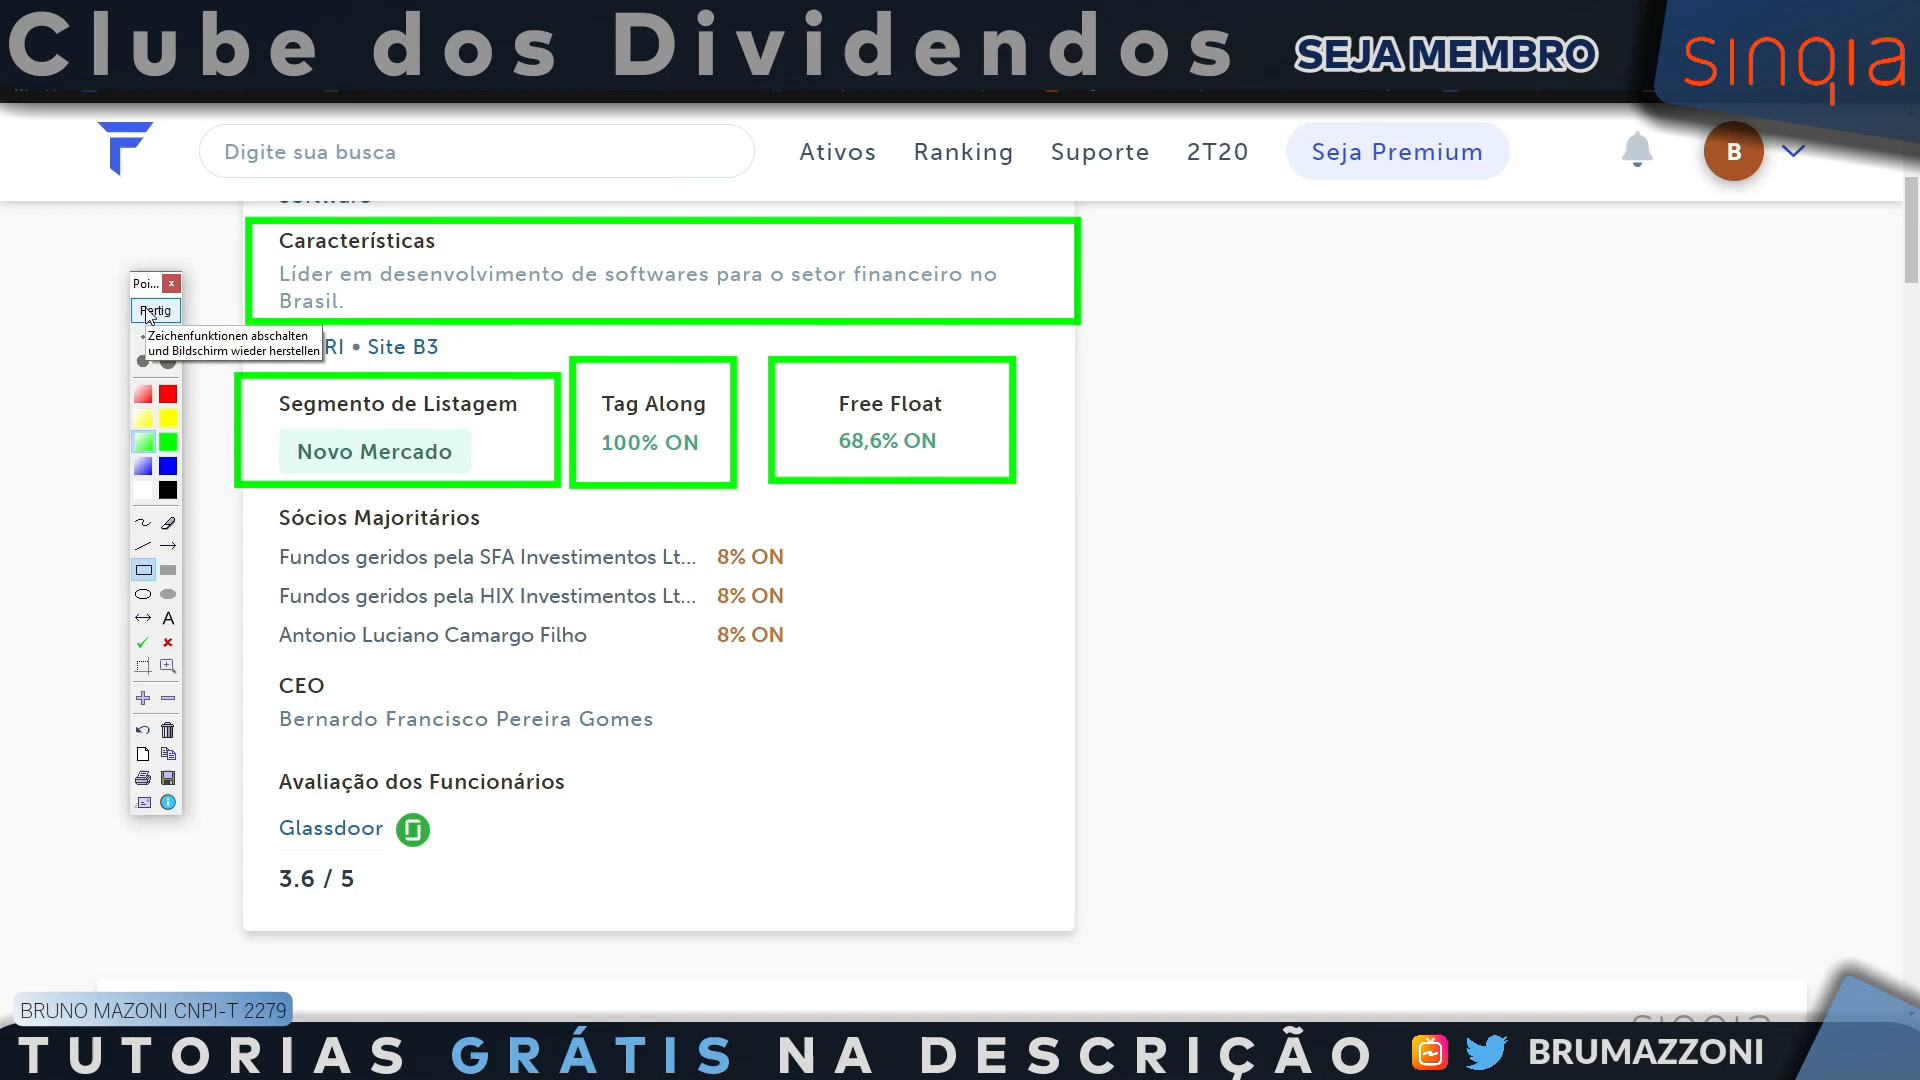 Clube dos Dividendos
SEJA MEMBRO
sinqia
Digite sua busca
Ativos
Ranking
Suporte
2T20
Seja Premium
B
Software
Características
Líder em desenvolvimento de softwares para o setor financeiro no
Brasil.
Poi...
Fertig
Zeichenfunktionen abschalten
und Bildschirm wieder herstellen
RI • Site B3
Segmento de Listagem
Novo Mercado
Tag Along
100% ON
Free Float
68,6% ON
Sócios Majoritários
Fundos geridos pela SFA Investimentos Lt... 8% ON
Fundos geridos pela HIX Investimentos Lt... 8% ON
Antonio Luciano Camargo Filho 8% ON
CEO
Bernardo Francisco Pereira Gomes
Avaliação dos Funcionários
Glassdoor
3.6 / 5
sinqia
BRUNO MAZONI CNPI-T 2279
TUTORIAS GRÁTIS NA DESCRIÇÃO
BRUMAZZONI